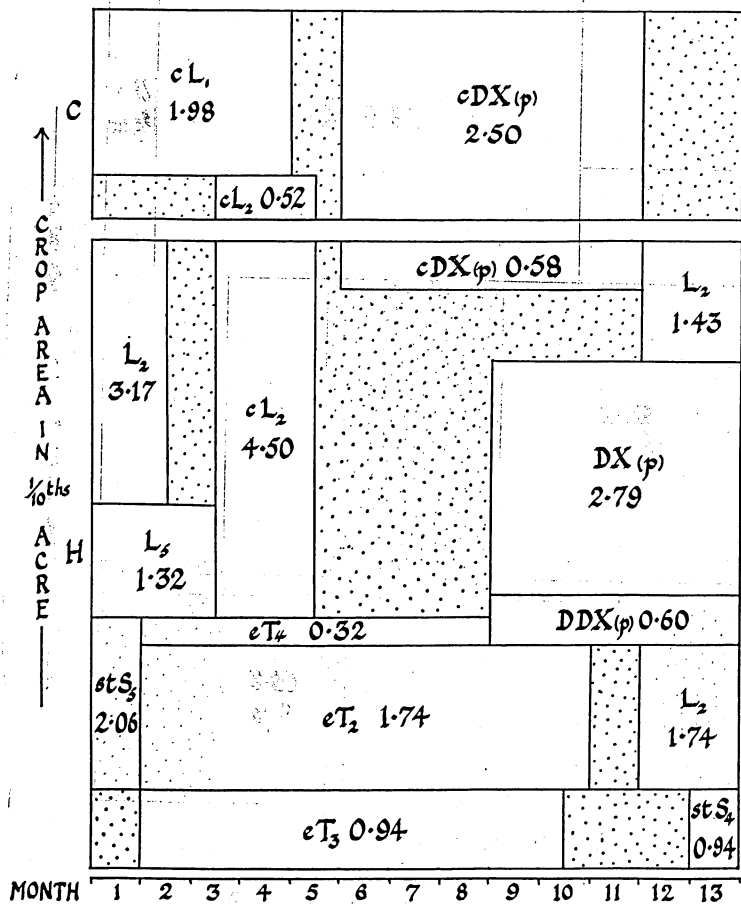 CROP AREA IN 1/10ths ACRE
C
cL₁
1·98
cDX(p)
2·50
cL₂ 0·52
H
cDX(p) 0·58
L₂
1·43
L₂
3·17
cL₂
4·50
DX(p)
2·79
L₅
1·32
eT₄ 0·32
DDX(p) 0·60
stS₅
2·06
eT₂ 1·74
L₂
1·74
eT₃ 0·94
stS₄
0·94
MONTH 1 2 3 4 5 6 7 8 9 10 11 12 13